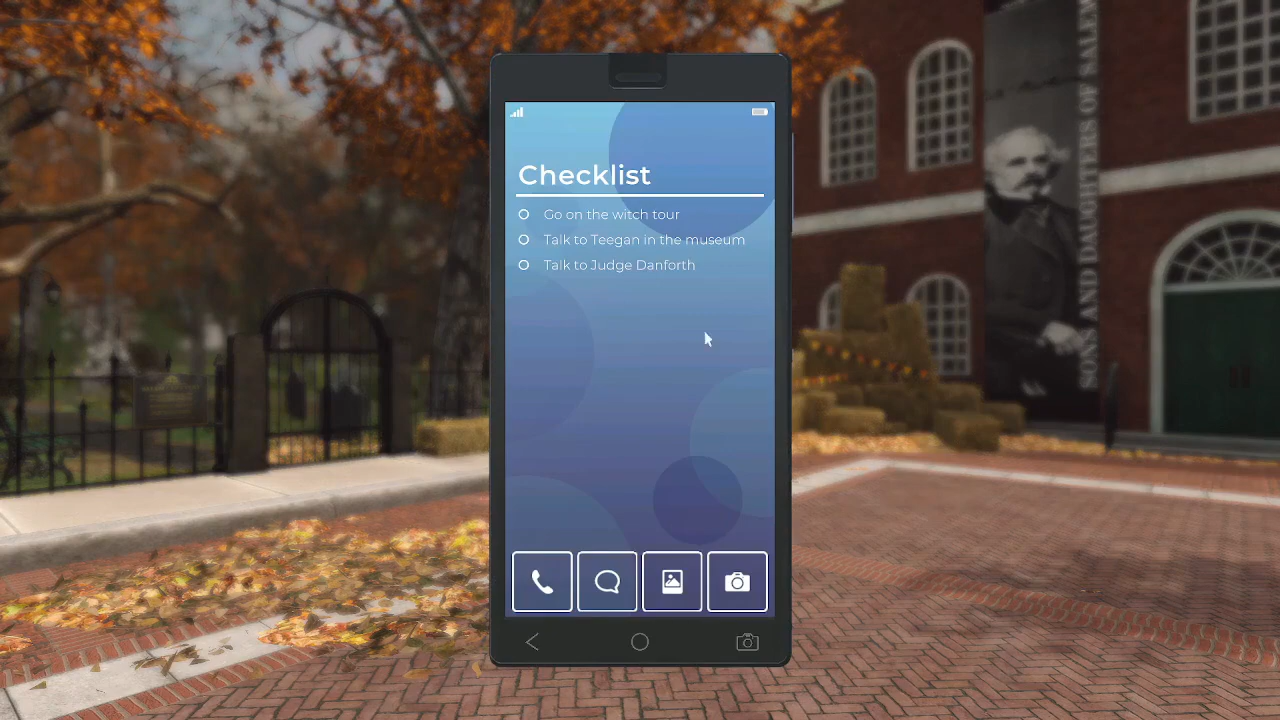 Checklist
Go on the witch tour
Talk to Teegan in the museum
Talk to Judge Danforth
SONS AND DAUGHTERS OF SALEM